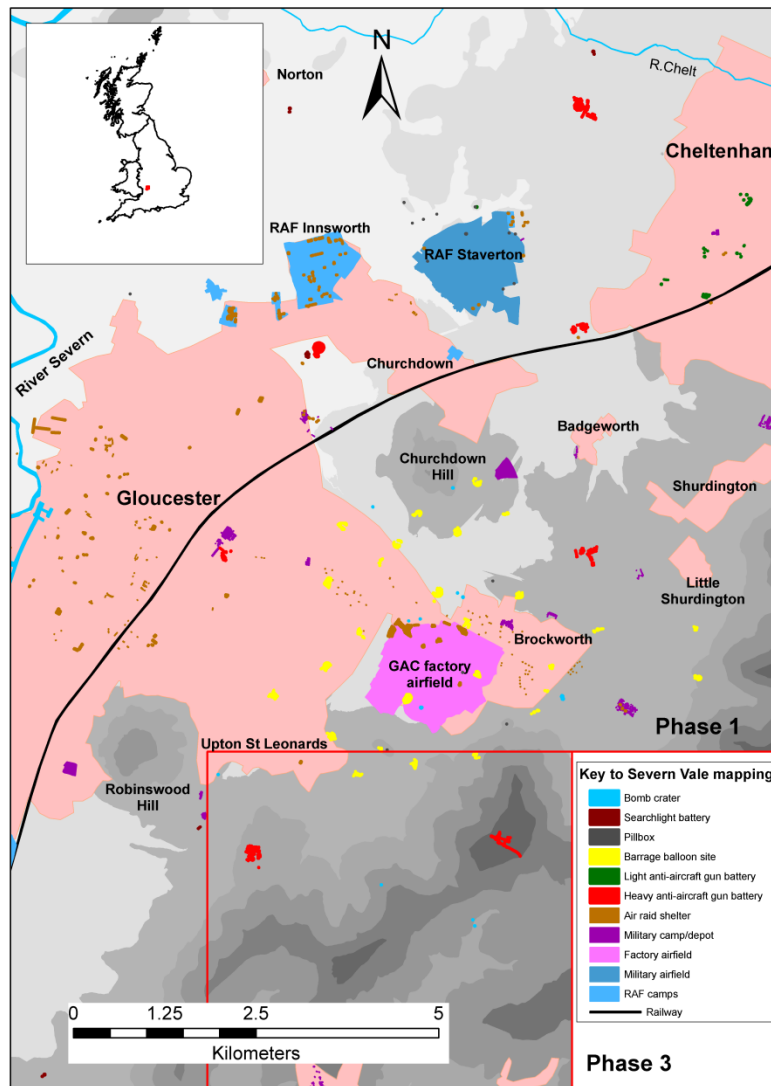 N
R.Chelt
Norton
Cheltenham
RAF Innsworth
RAF Staverton
River Severn
Churchdown
Badgeworth
Churchdown
Hill
Shurdington
Gloucester
Little
Shurdington
Brockworth
GAC factory
airfield
Phase 1
Upton St Leonards
Robinswood
Hill
Key to Severn Vale mapping
Bomb crater
Searchlight battery
Pillbox
Barrage balloon site
Light anti-aircraft gun battery
Heavy anti-aircraft gun battery
Air raid shelter
Military camp/depot
Factory airfield
Military airfield
RAF camps
Railway
0 1.25 2.5 5
Kilometers
Phase 3